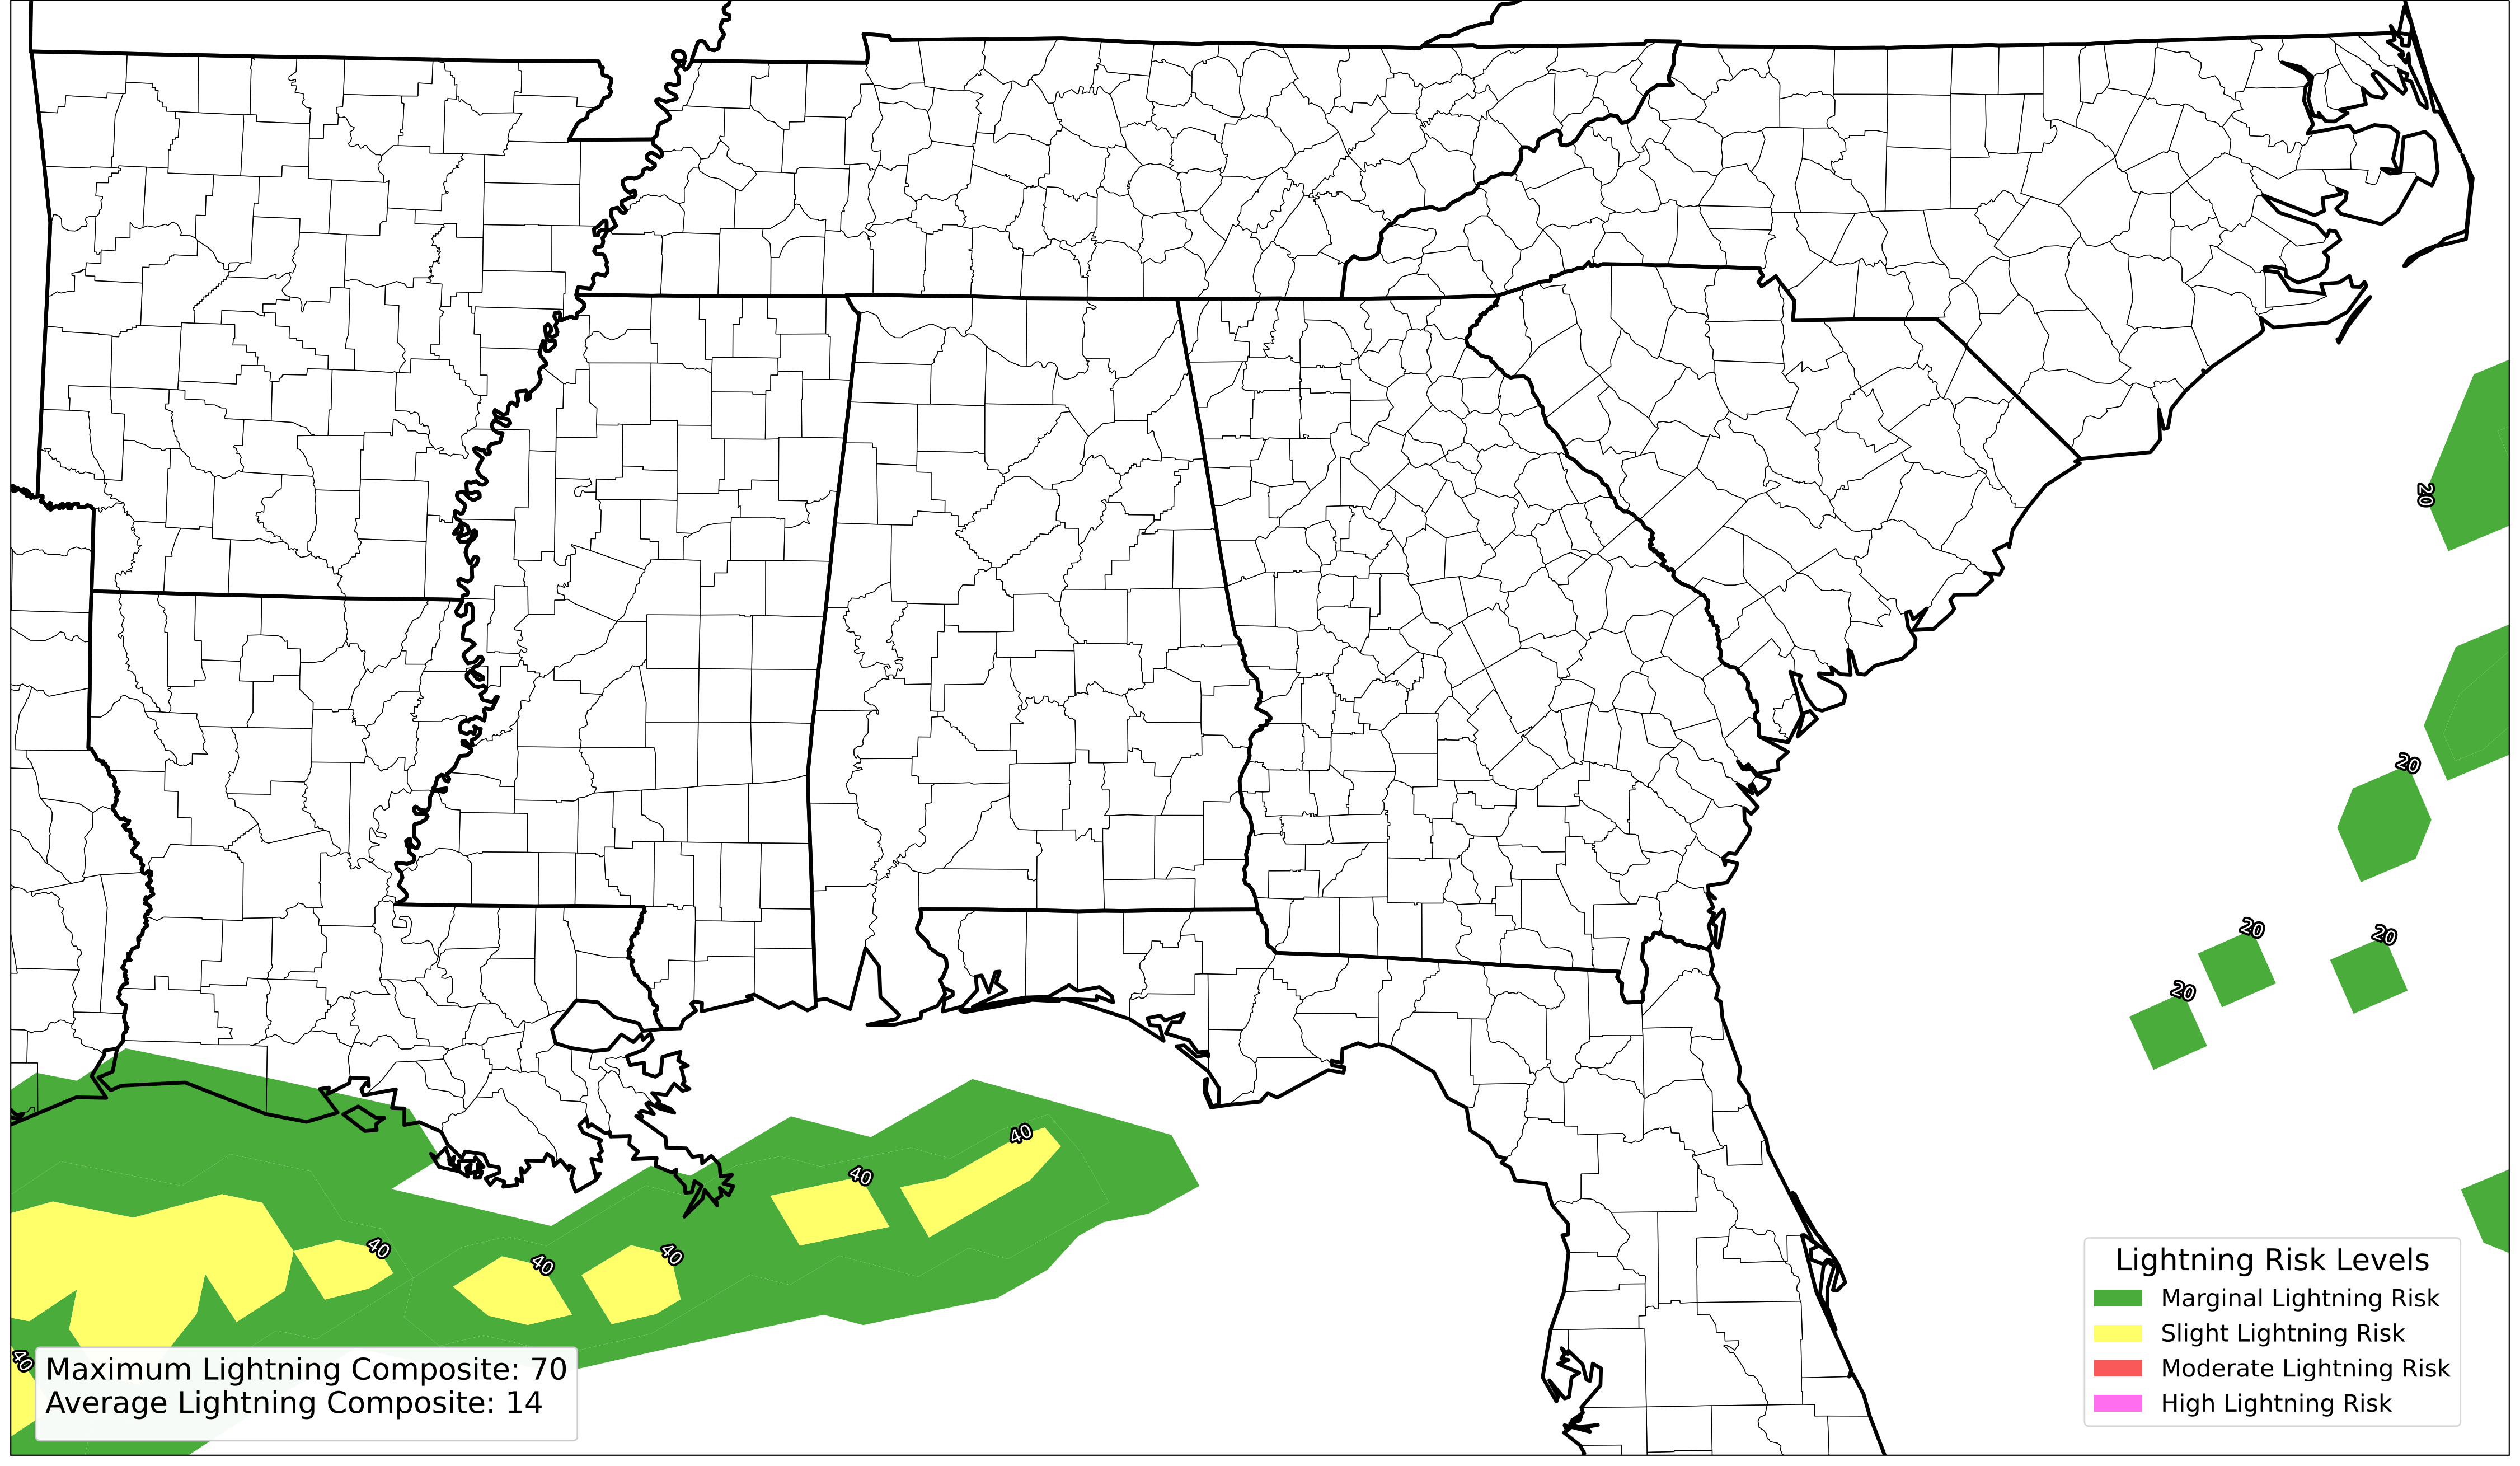 20
20
20
20
20
40
40
40
40
40
40
Lightning Risk Levels
Marginal Lightning Risk
Slight Lightning Risk
Moderate Lightning Risk
High Lightning Risk
Maximum Lightning Composite: 70
Average Lightning Composite: 14